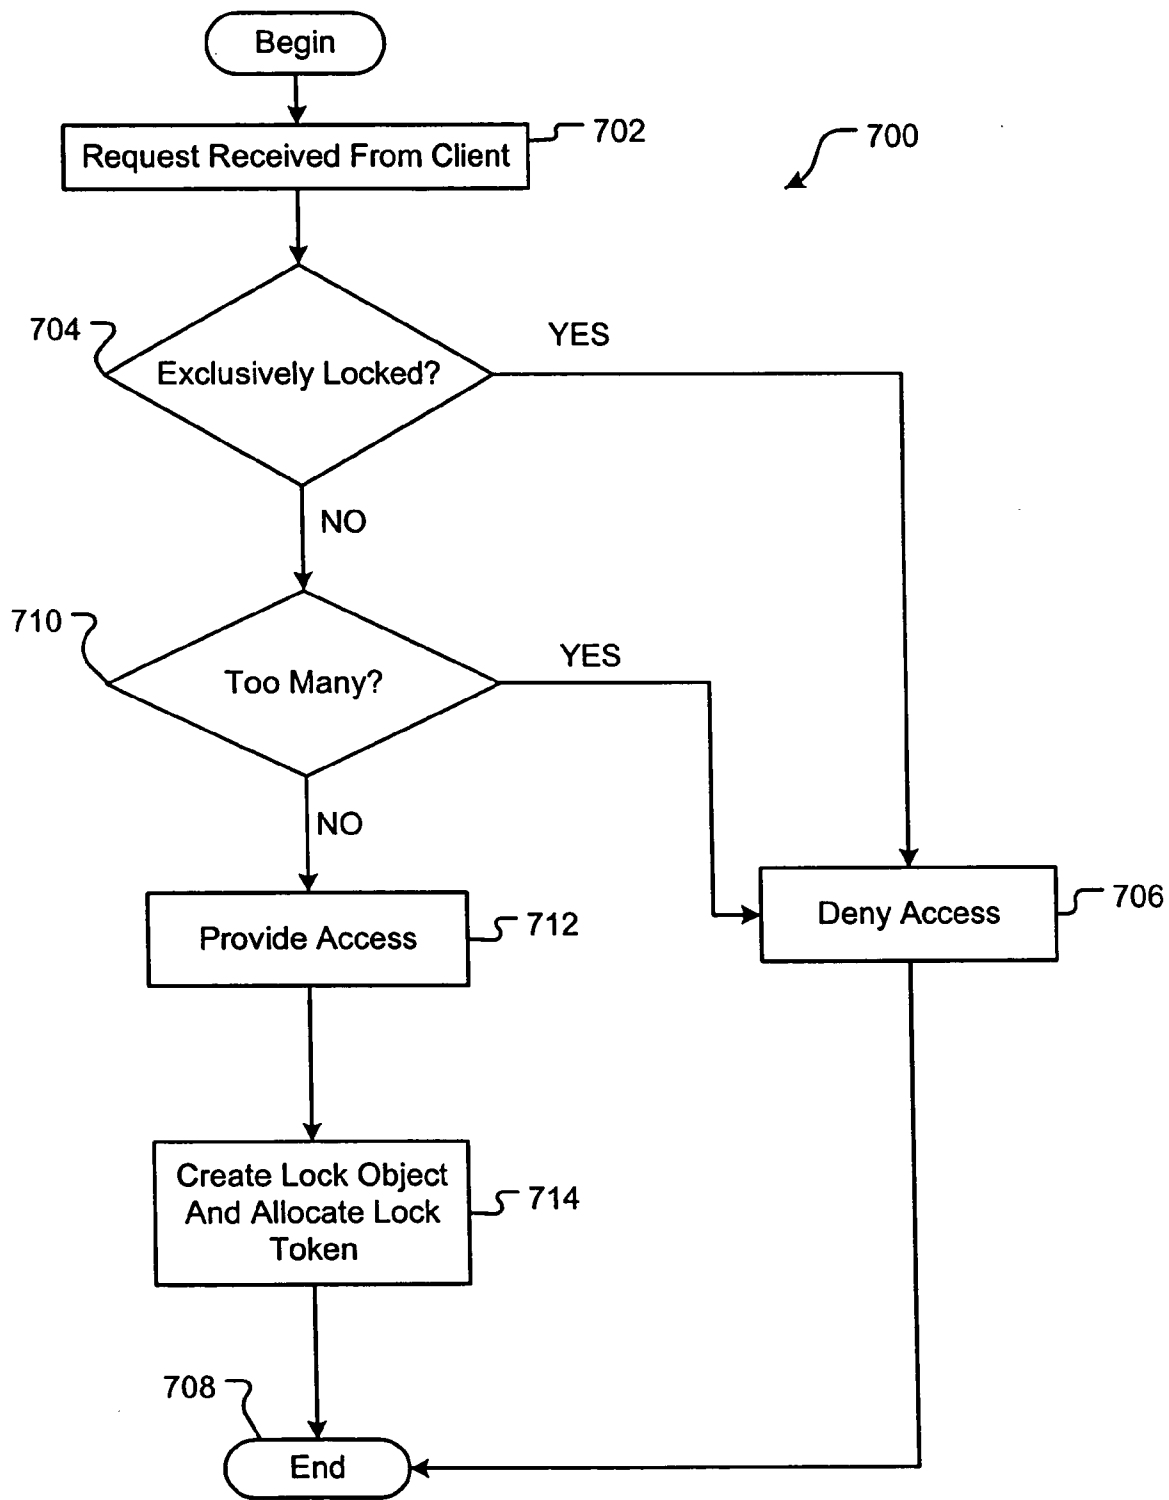 Begin
Request Received From Client
702
700
704
Exclusively Locked?
YES
NO
710
Too Many?
YES
NO
Provide Access
712
Deny Access
706
Create Lock Object
And Allocate Lock
Token
714
708
End